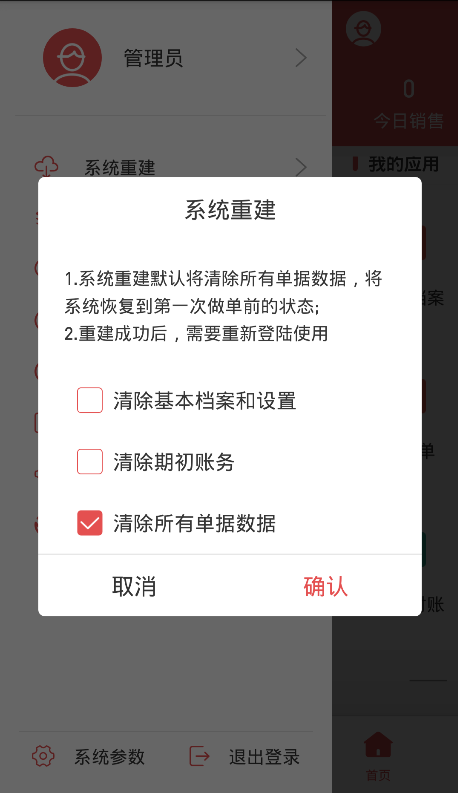 管理员
0
今日销售
系统重建
我的应用
系统重建
1.系统重建默认将清除所有单据数据，将
系统恢复到第一次做单前的状态;
2.重建成功后，需要重新登陆使用
清除基本档案和设置
清除期初账务
清除所有单据数据
取消
确认
案
单
账
系统参数
退出登录
首页